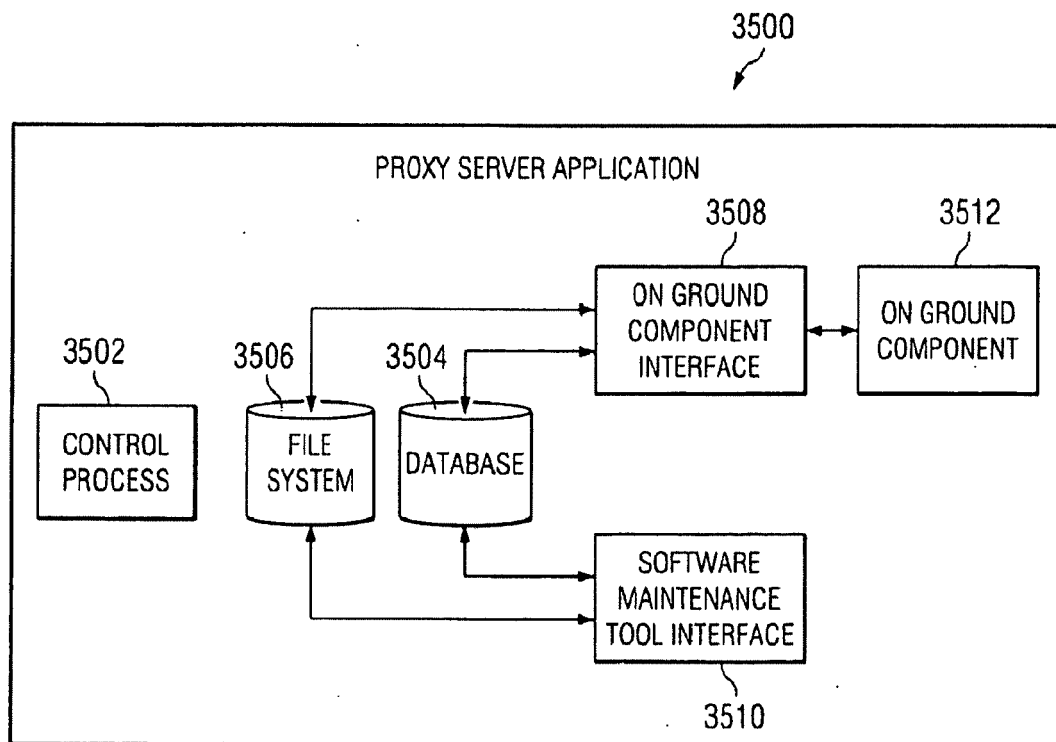 3500
PROXY SERVER APPLICATION
3508
3512
ON GROUND
COMPONENT
INTERFACE
ON GROUND
COMPONENT
3502
3506
3504
CONTROL
PROCESS
FILE
SYSTEM
DATABASE
SOFTWARE
MAINTENANCE
TOOL INTERFACE
3510